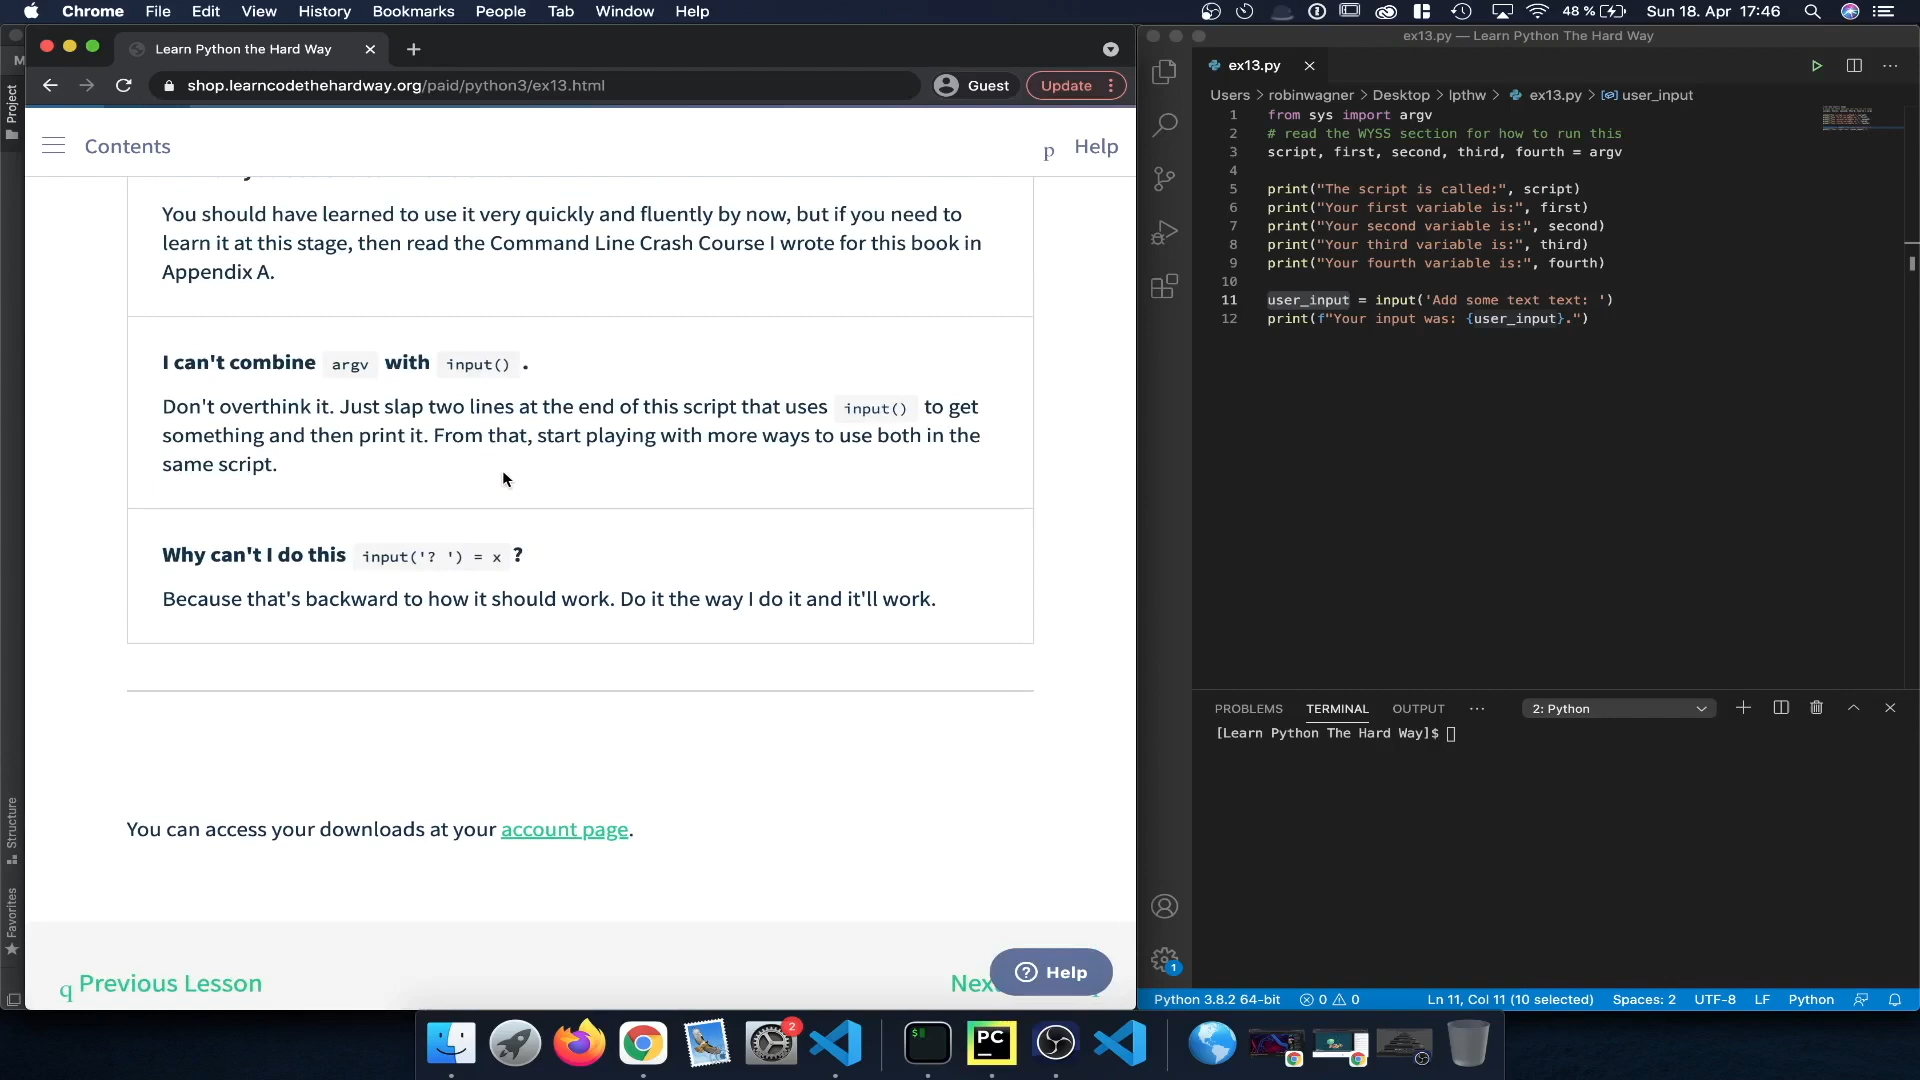 Chrome File Edit View History Bookmarks People Tab Window Help
48 % Sun 18. Apr 17:46
Learn Python the Hard Way
shop.learncodethehardway.org/paid/python3/ex13.html
Guest
Update
Project
Structure
Favorites
Contents
p Help
You should have learned to use it very quickly and fluently by now, but if you need to
learn it at this stage, then read the Command Line Crash Course I wrote for this book in
Appendix A.
I can't combine argv with input() .
Don't overthink it. Just slap two lines at the end of this script that uses input() to get
something and then print it. From that, start playing with more ways to use both in the
same script.
Why can't I do this input('? ') = x ?
Because that's backward to how it should work. Do it the way I do it and it'll work.
You can access your downloads at your account page.
q Previous Lesson
Nex
Help
ex13.py — Learn Python The Hard Way
ex13.py
Users > robinwagner > Desktop > lpthw > ex13.py > user_input
1 from sys import argv
2 # read the WYSS section for how to run this
3 script, first, second, third, fourth = argv
4
5 print("The script is called:", script)
6 print("Your first variable is:", first)
7 print("Your second variable is:", second)
8 print("Your third variable is:", third)
9 print("Your fourth variable is:", fourth)
10
11 user_input = input('Add some text text: ')
12 print(f"Your input was: {user_input}.")
PROBLEMS TERMINAL OUTPUT ··· 2: Python
[Learn Python The Hard Way]$
1
Python 3.8.2 64-bit 0 0 Ln 11, Col 11 (10 selected) Spaces: 2 UTF-8 LF Python
2
$
PC